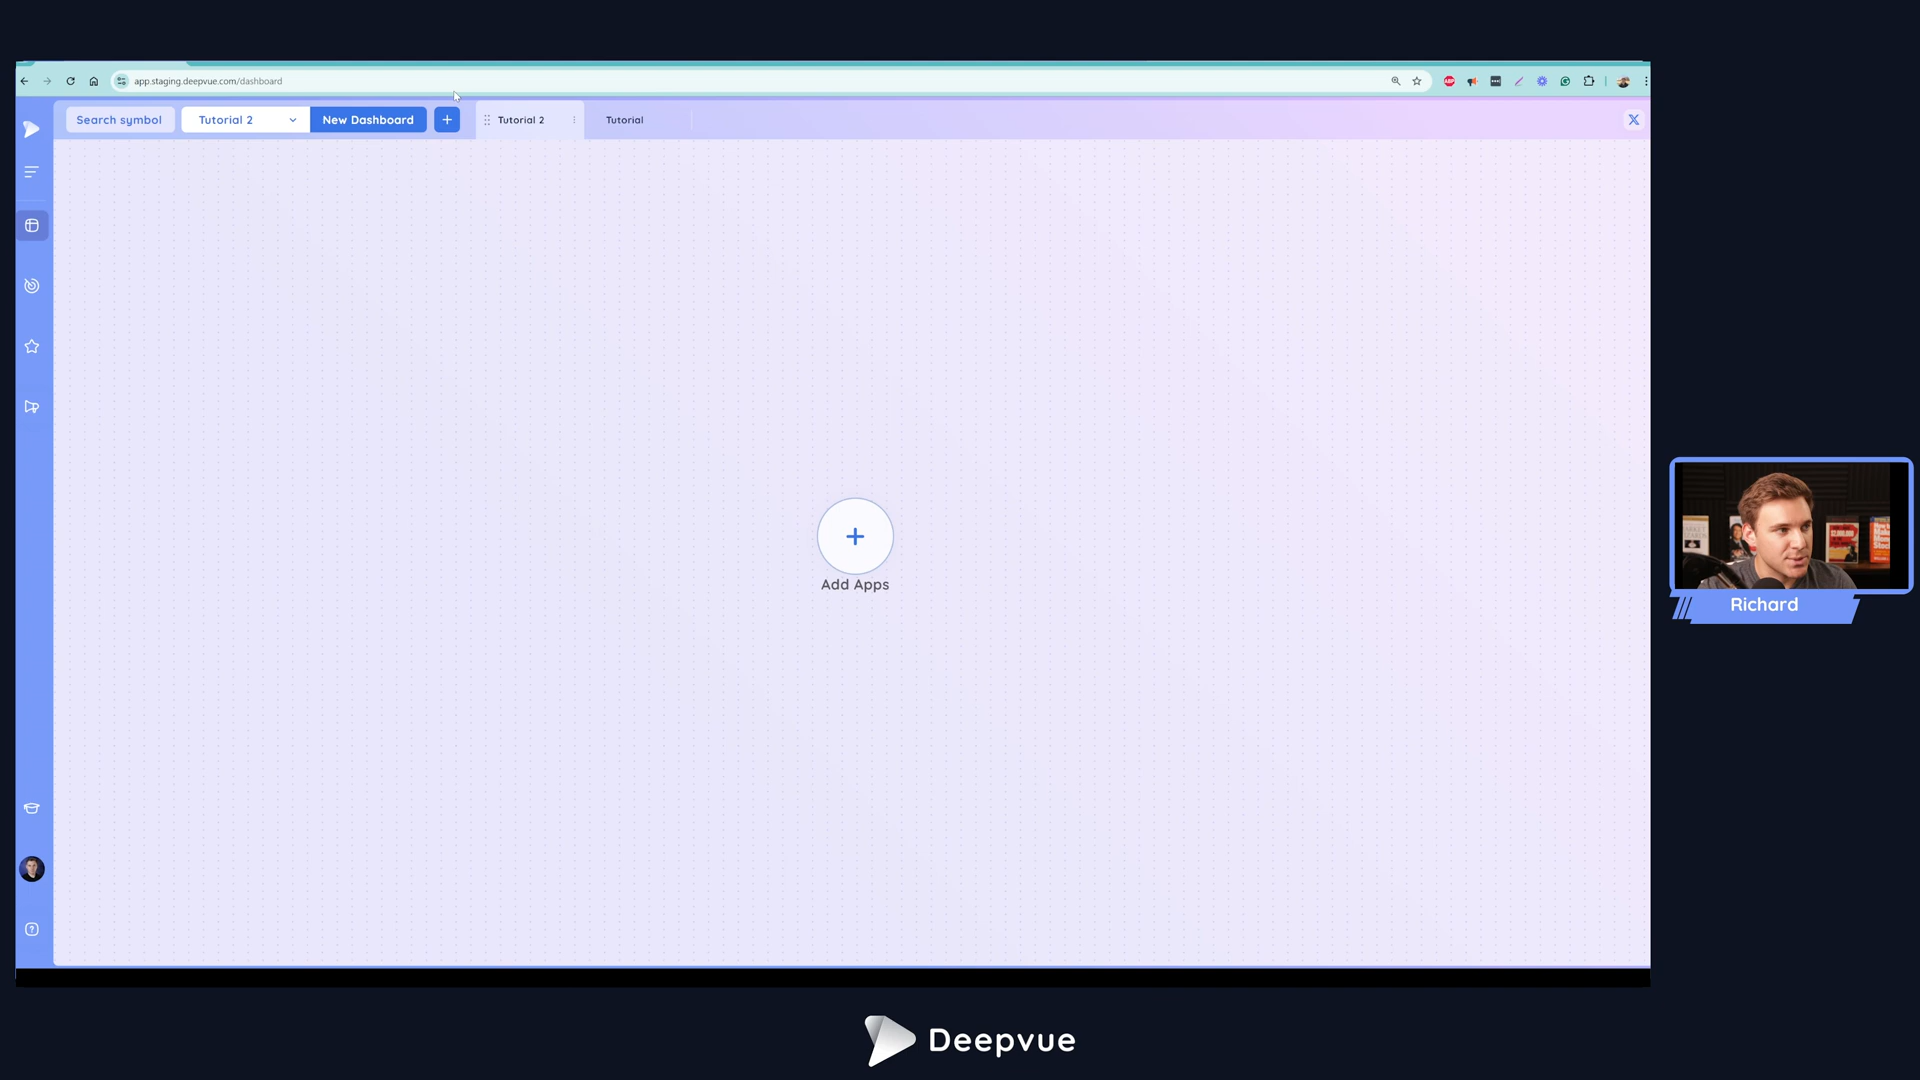 app.staging.deepvue.com/dashboard
Search symbol
Tutorial 2
New Dashboard
Tutorial 2
Tutorial
Add Apps
Richard
Deepvue